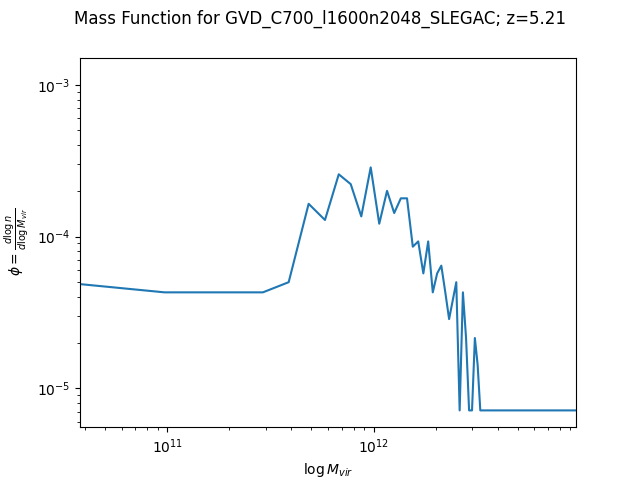 Mass Function for GVD_C700_l1600n2048_SLEGAC; z=5.21
10⁻³
10⁻⁴
10⁻⁵
ϕ = d log n / d log M_vir
10¹¹ 10¹²
log M_vir